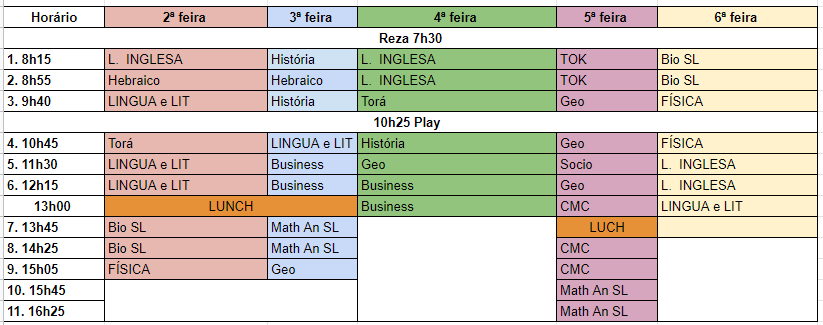 Horário 2ª feira 3ª feira 4ª feira 5ª feira 6ª feira
Reza 7h30
1. 8h15 L. INGLESA História L. INGLESA TOK Bio SL
2. 8h55 Hebraico Hebraico L. INGLESA TOK Bio SL
3. 9h40 LINGUA e LIT História Torá Geo FÍSICA
10h25 Play
4. 10h45 Torá LINGUA e LIT História Geo FÍSICA
5. 11h30 LINGUA e LIT Business Geo Socio L. INGLESA
6. 12h15 LINGUA e LIT Business Business Geo L. INGLESA
13h00 LUNCH Business CMC LINGUA e LIT
7. 13h45 Bio SL Math An SL LUCH
8. 14h25 Bio SL Math An SL CMC
9. 15h05 FÍSICA Geo CMC
10. 15h45 Math An SL
11. 16h25 Math An SL